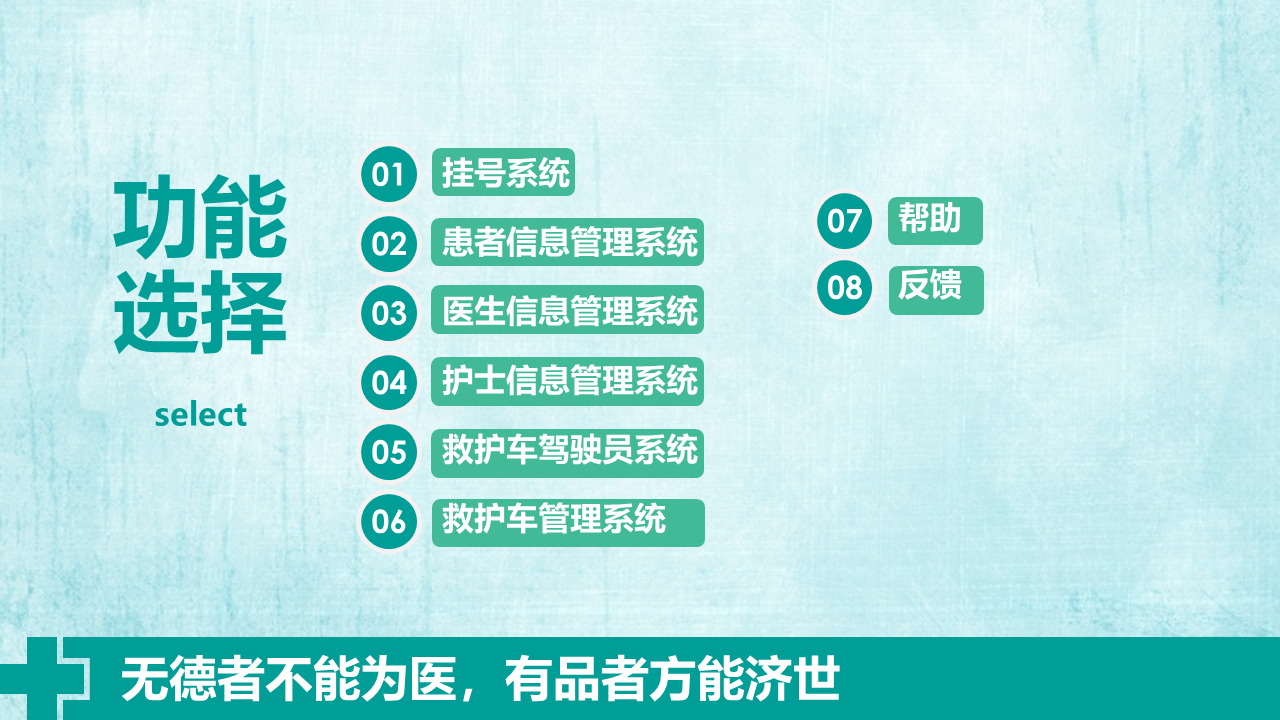 功能
选择
select
01 挂号系统
02 患者信息管理系统
03 医生信息管理系统
04 护士信息管理系统
05 救护车驾驶员系统
06 救护车管理系统
07 帮助
08 反馈
无德者不能为医，有品者方能济世